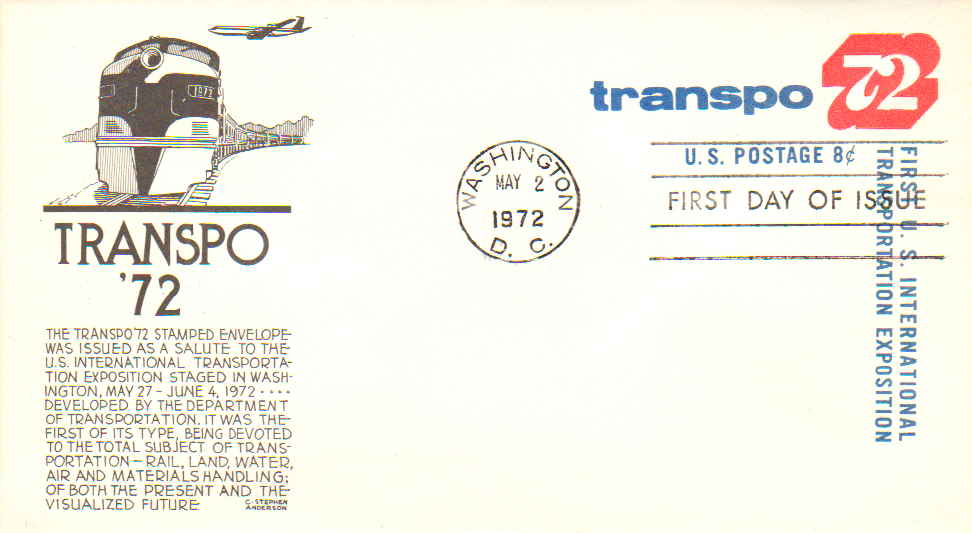 1972
TRANSPO
'72
THE TRANSPO'72 STAMPED ENVELOPE
WAS ISSUED AS A SALUTE TO THE
U.S. INTERNATIONAL TRANSPORTA-
TION EXPOSITION STAGED IN WASH-
INGTON, MAY 27 - JUNE 4, 1972 ····
DEVELOPED BY THE DEPARTMENT
OF TRANSPORTATION, IT WAS THE
FIRST OF ITS TYPE, BEING DEVOTED
TO THE TOTAL SUBJECT OF TRANS-
PORTATION — RAIL, LAND, WATER,
AIR AND MATERIALS HANDLING;
OF BOTH THE PRESENT AND THE
VISUALIZED FUTURE
C. STEPHEN
ANDERSON
WASHINGTON
MAY 2
1972
D. C.
transpo 72
U.S. POSTAGE 8¢
FIRST DAY OF ISSUE
FIRST U. S. INTERNATIONAL
TRANSPORTATION EXPOSITION